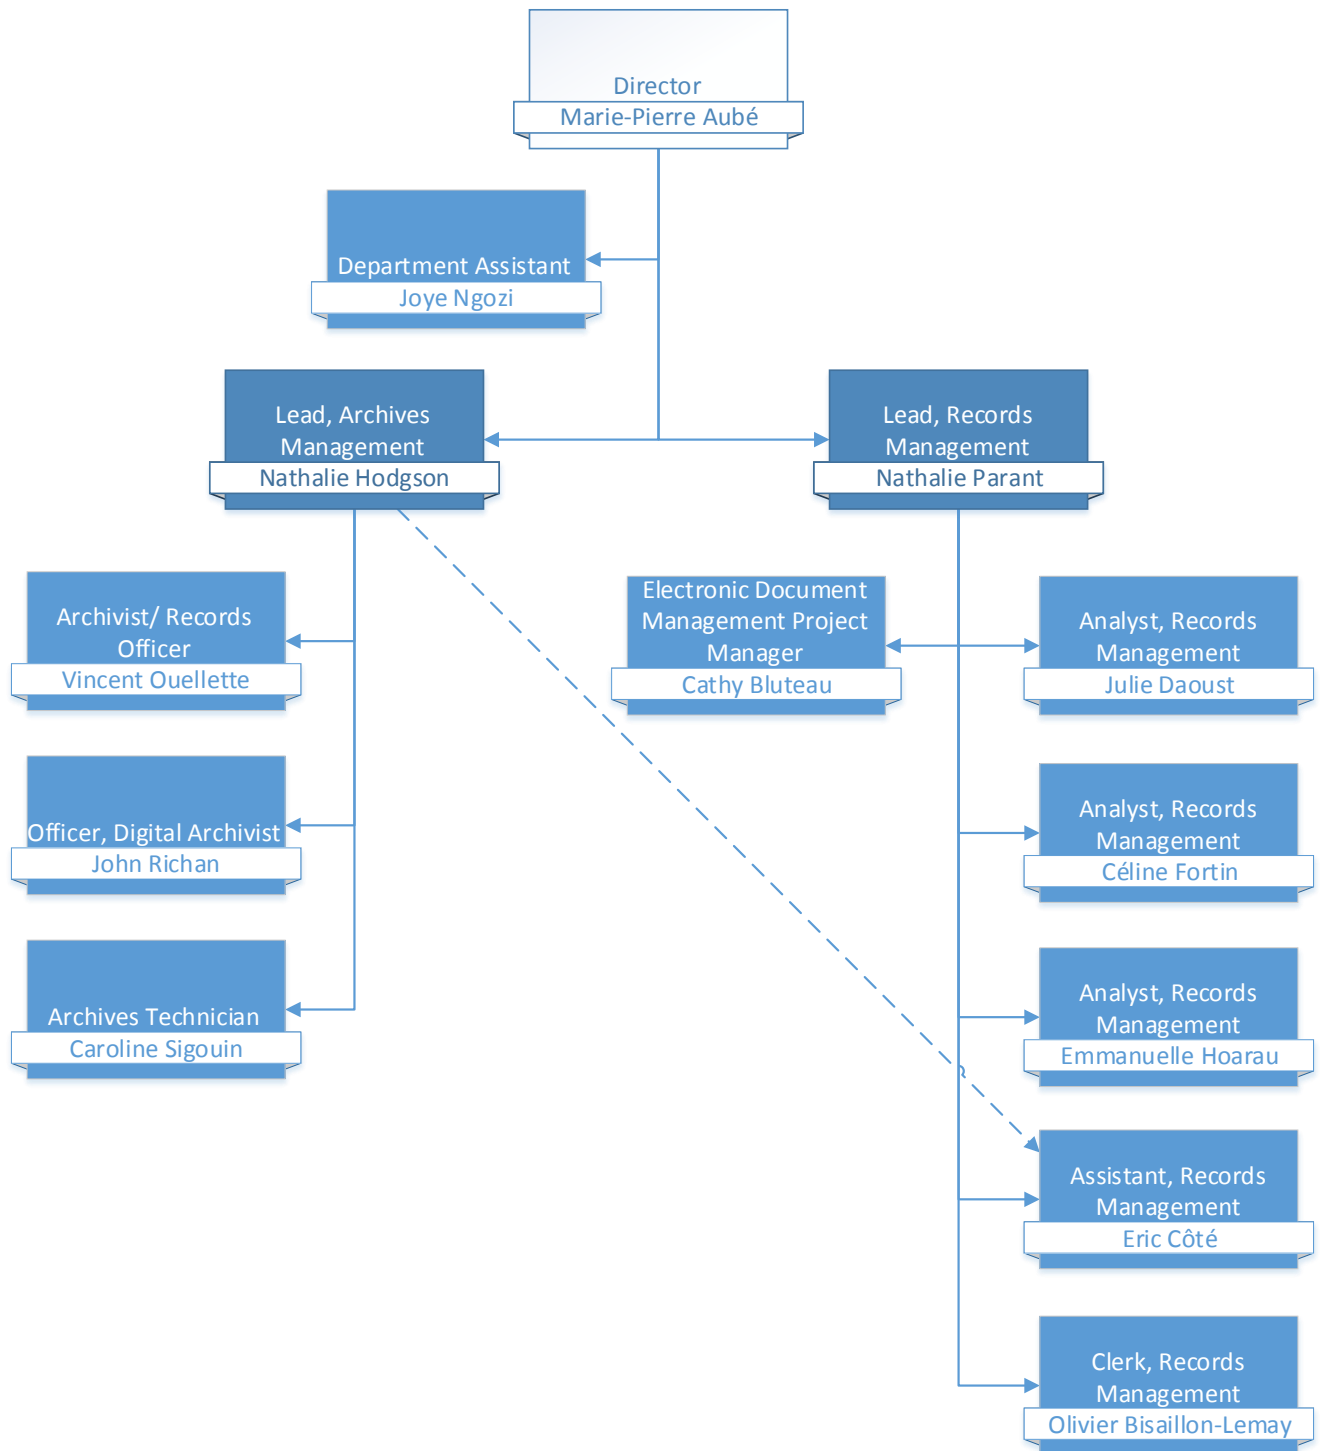 Director
Marie-Pierre Aubé
Department Assistant
Joye Ngozi
Lead, Archives
Management
Nathalie Hodgson
Lead, Records
Management
Nathalie Parant
Archivist/ Records
Officer
Vincent Ouellette
Officer, Digital Archivist
John Richan
Archives Technician
Caroline Sigouin
Electronic Document
Management Project
Manager
Cathy Bluteau
Analyst, Records
Management
Julie Daoust
Analyst, Records
Management
Céline Fortin
Analyst, Records
Management
Emmanuelle Hoarau
Assistant, Records
Management
Eric Côté
Clerk, Records
Management
Olivier Bisaillon-Lemay